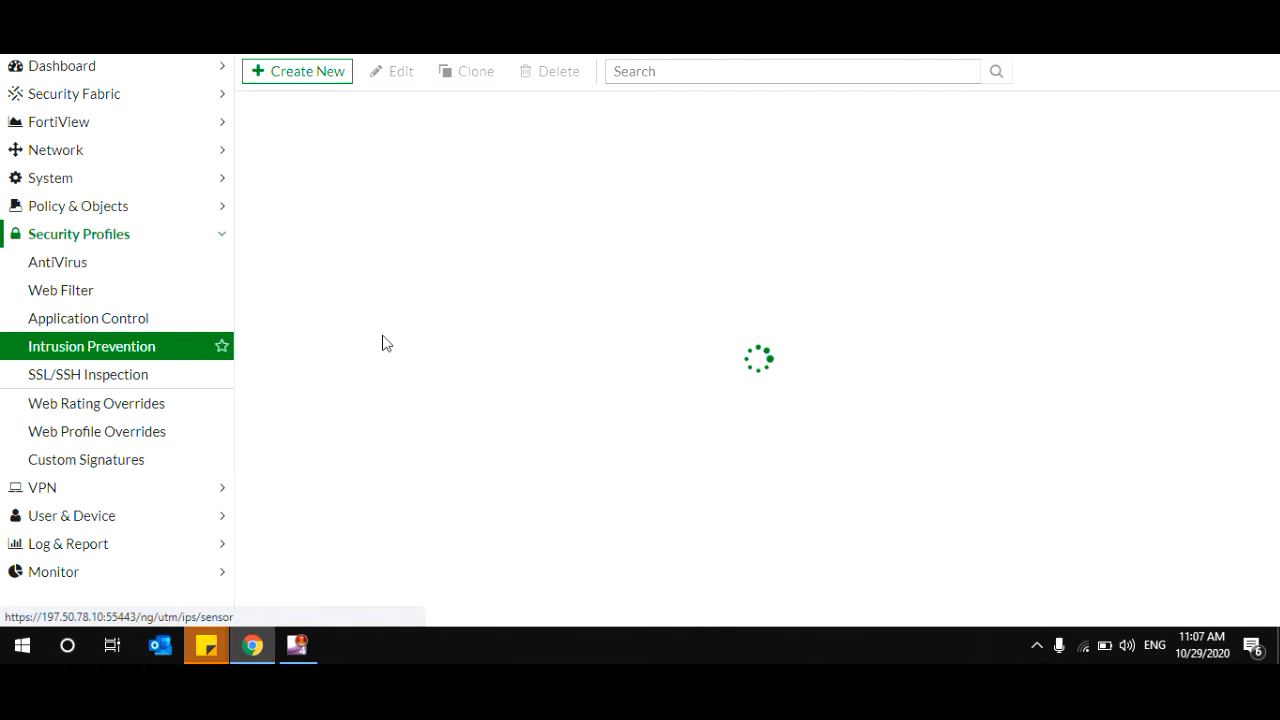 Dashboard
Create New
Edit
Clone
Delete
Search
Security Fabric
FortiView
Network
System
Policy & Objects
Security Profiles
AntiVirus
Web Filter
Application Control
Intrusion Prevention
SSL/SSH Inspection
Web Rating Overrides
Web Profile Overrides
Custom Signatures
VPN
User & Device
Log & Report
Monitor
https://197.50.78.10:55443/ng/utm/ips/sensor
ENG
11:07 AM
10/29/2020
6